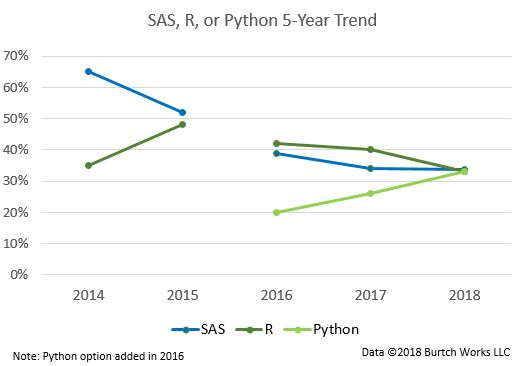 SAS, R, or Python 5-Year Trend
70%
60%
50%
40%
30%
20%
10%
0%
2014 2015 2016 2017 2018
SAS R Python
Note: Python option added in 2016
Data ©2018 Burtch Works LLC